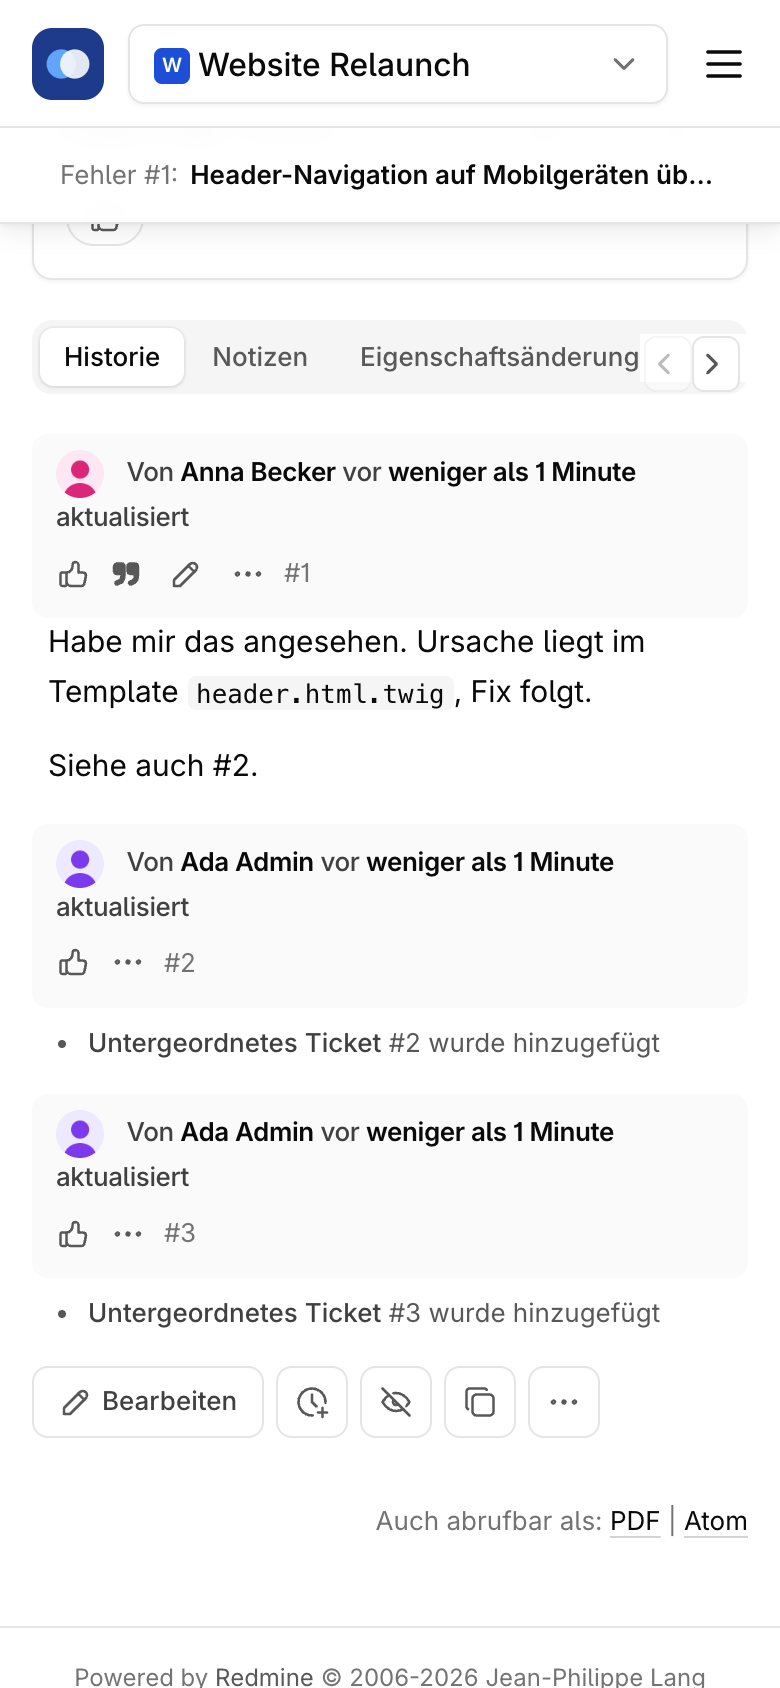 W Website Relaunch
Fehler #1: Header-Navigation auf Mobilgeräten üb...
Historie Notizen Eigenschaftsänderung
Von Anna Becker vor weniger als 1 Minute
aktualisiert
#1
Habe mir das angesehen. Ursache liegt im
Template header.html.twig, Fix folgt.
Siehe auch #2.
Von Ada Admin vor weniger als 1 Minute
aktualisiert
#2
• Untergeordnetes Ticket #2 wurde hinzugefügt
Von Ada Admin vor weniger als 1 Minute
aktualisiert
#3
• Untergeordnetes Ticket #3 wurde hinzugefügt
Bearbeiten
Auch abrufbar als: PDF | Atom
Powered by Redmine © 2006-2026 Jean-Philippe Lang